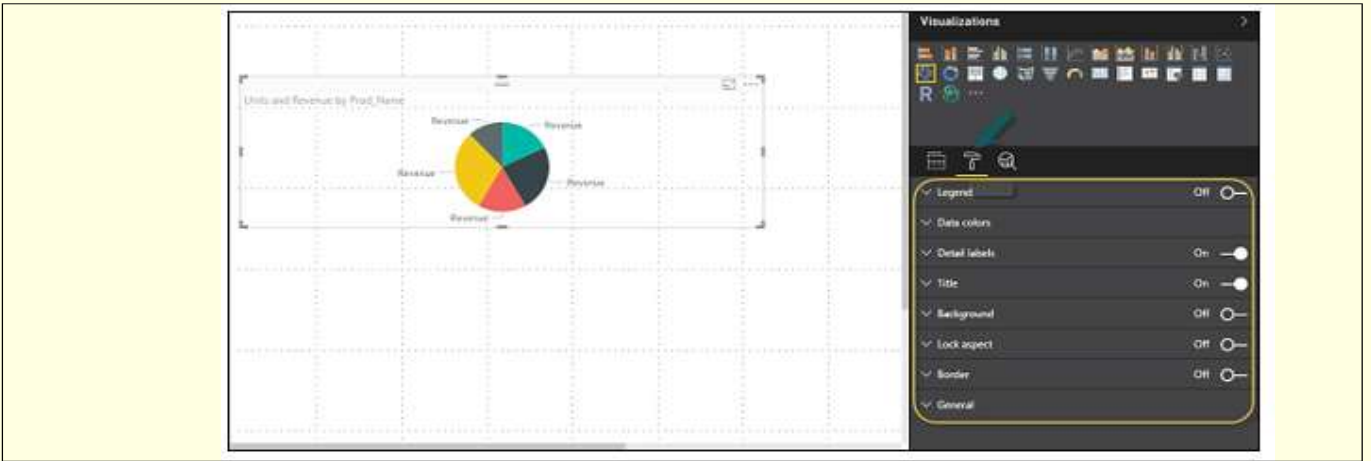 Visualizations
Units and Revenue by Prod_Name
Revenue
Revenue
Revenue
Revenue
Revenue
R
Legend Off
Data colors
Detail labels On
Title On
Background Off
Lock aspect Off
Border Off
General